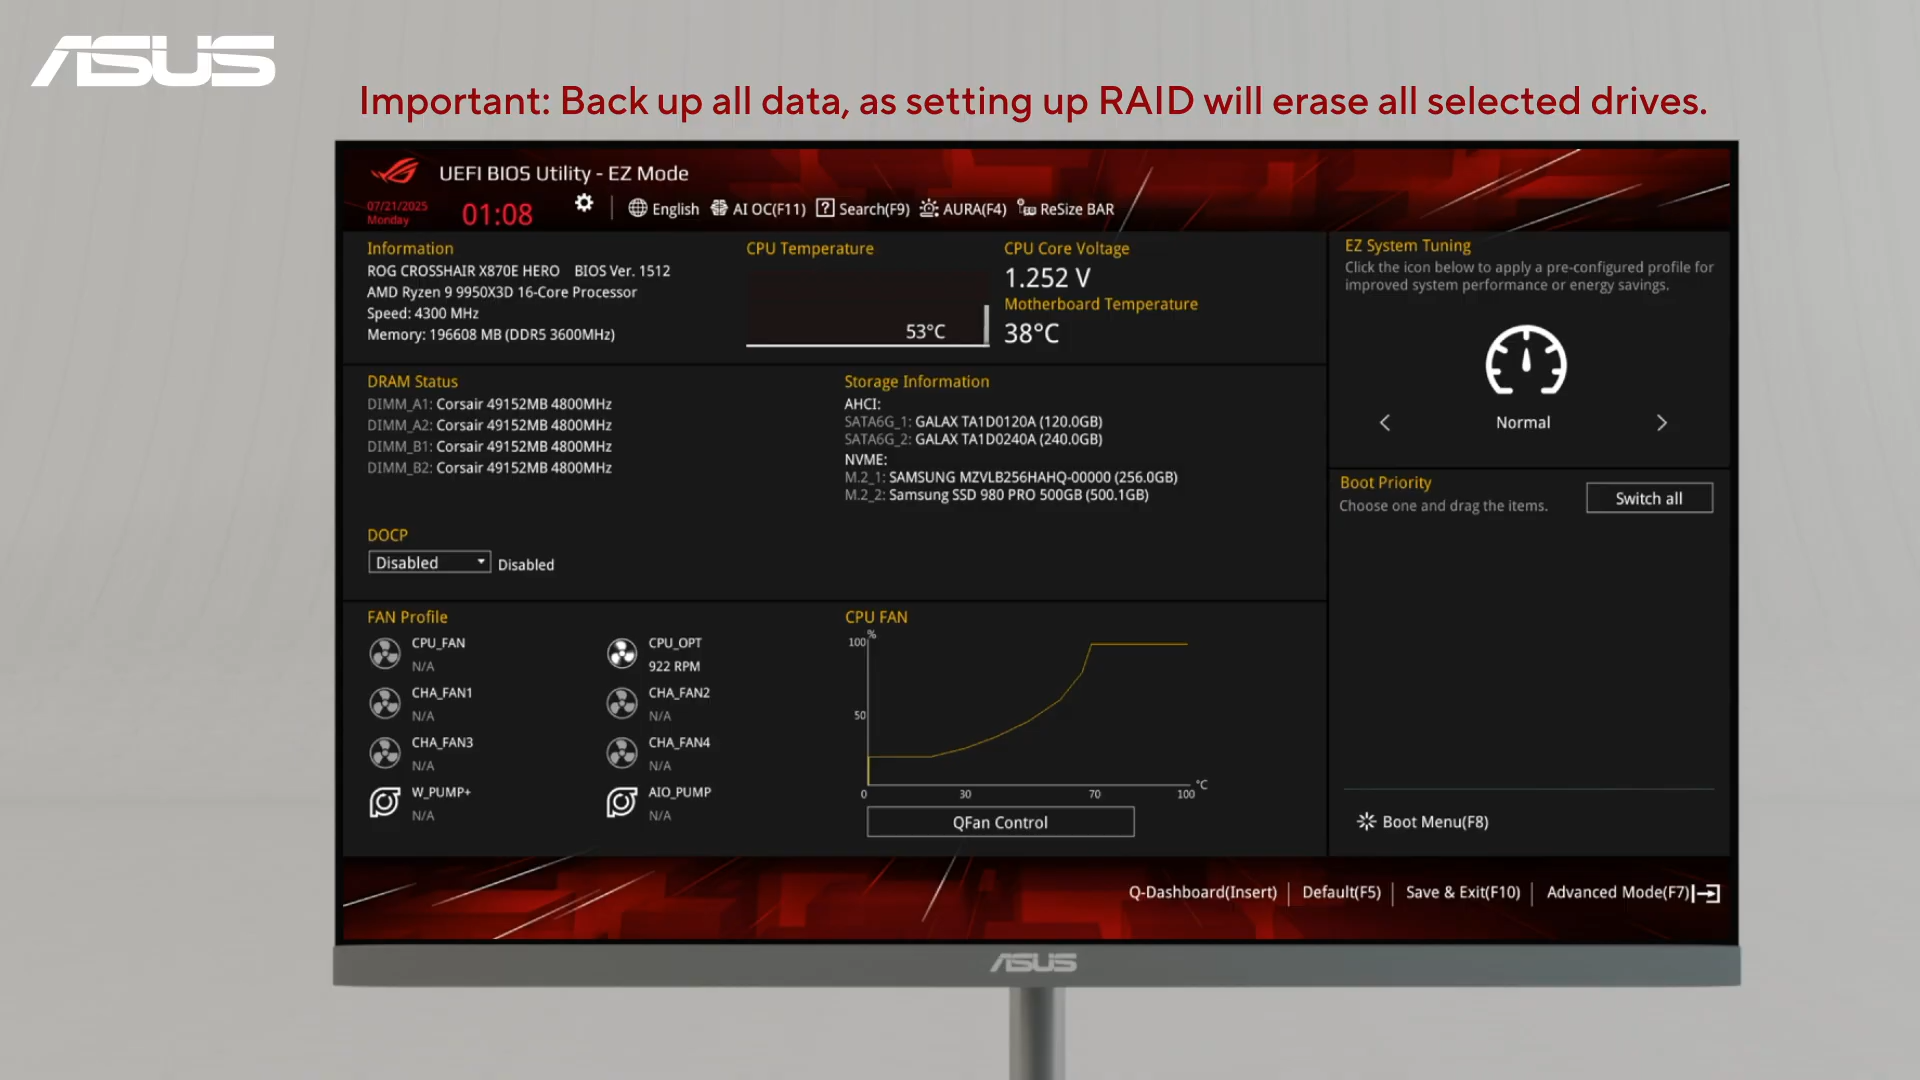 ASUS
Important: Back up all data, as setting up RAID will erase all selected drives.
UEFI BIOS Utility - EZ Mode
07/21/2025
Monday
01:08
English
AI OC(F11)
Search(F9)
AURA(F4)
ReSize BAR
Information
ROG CROSSHAIR X870E HERO BIOS Ver. 1512
AMD Ryzen 9 9950X3D 16-Core Processor
Speed: 4300 MHz
Memory: 196608 MB (DDR5 3600MHz)
CPU Temperature
53°C
CPU Core Voltage
1.252 V
Motherboard Temperature
38°C
EZ System Tuning
Click the icon below to apply a pre-configured profile for
improved system performance or energy savings.
Normal
DRAM Status
DIMM_A1: Corsair 49152MB 4800MHz
DIMM_A2: Corsair 49152MB 4800MHz
DIMM_B1: Corsair 49152MB 4800MHz
DIMM_B2: Corsair 49152MB 4800MHz
Storage Information
AHCI:
SATA6G_1: GALAX TA1D0120A (120.0GB)
SATA6G_2: GALAX TA1D0240A (240.0GB)
NVME:
M.2_1: SAMSUNG MZVLB256HAHQ-00000 (256.0GB)
M.2_2: Samsung SSD 980 PRO 500GB (500.1GB)
DOCP
Disabled
Disabled
Boot Priority
Choose one and drag the items.
Switch all
FAN Profile
CPU_FAN
N/A
CPU_OPT
922 RPM
CHA_FAN1
N/A
CHA_FAN2
N/A
CHA_FAN3
N/A
CHA_FAN4
N/A
W_PUMP+
N/A
AIO_PUMP
N/A
CPU FAN
%
100
50
0
30
70
100
°C
QFan Control
Boot Menu(F8)
Q-Dashboard(Insert)
Default(F5)
Save & Exit(F10)
Advanced Mode(F7)
ASUS